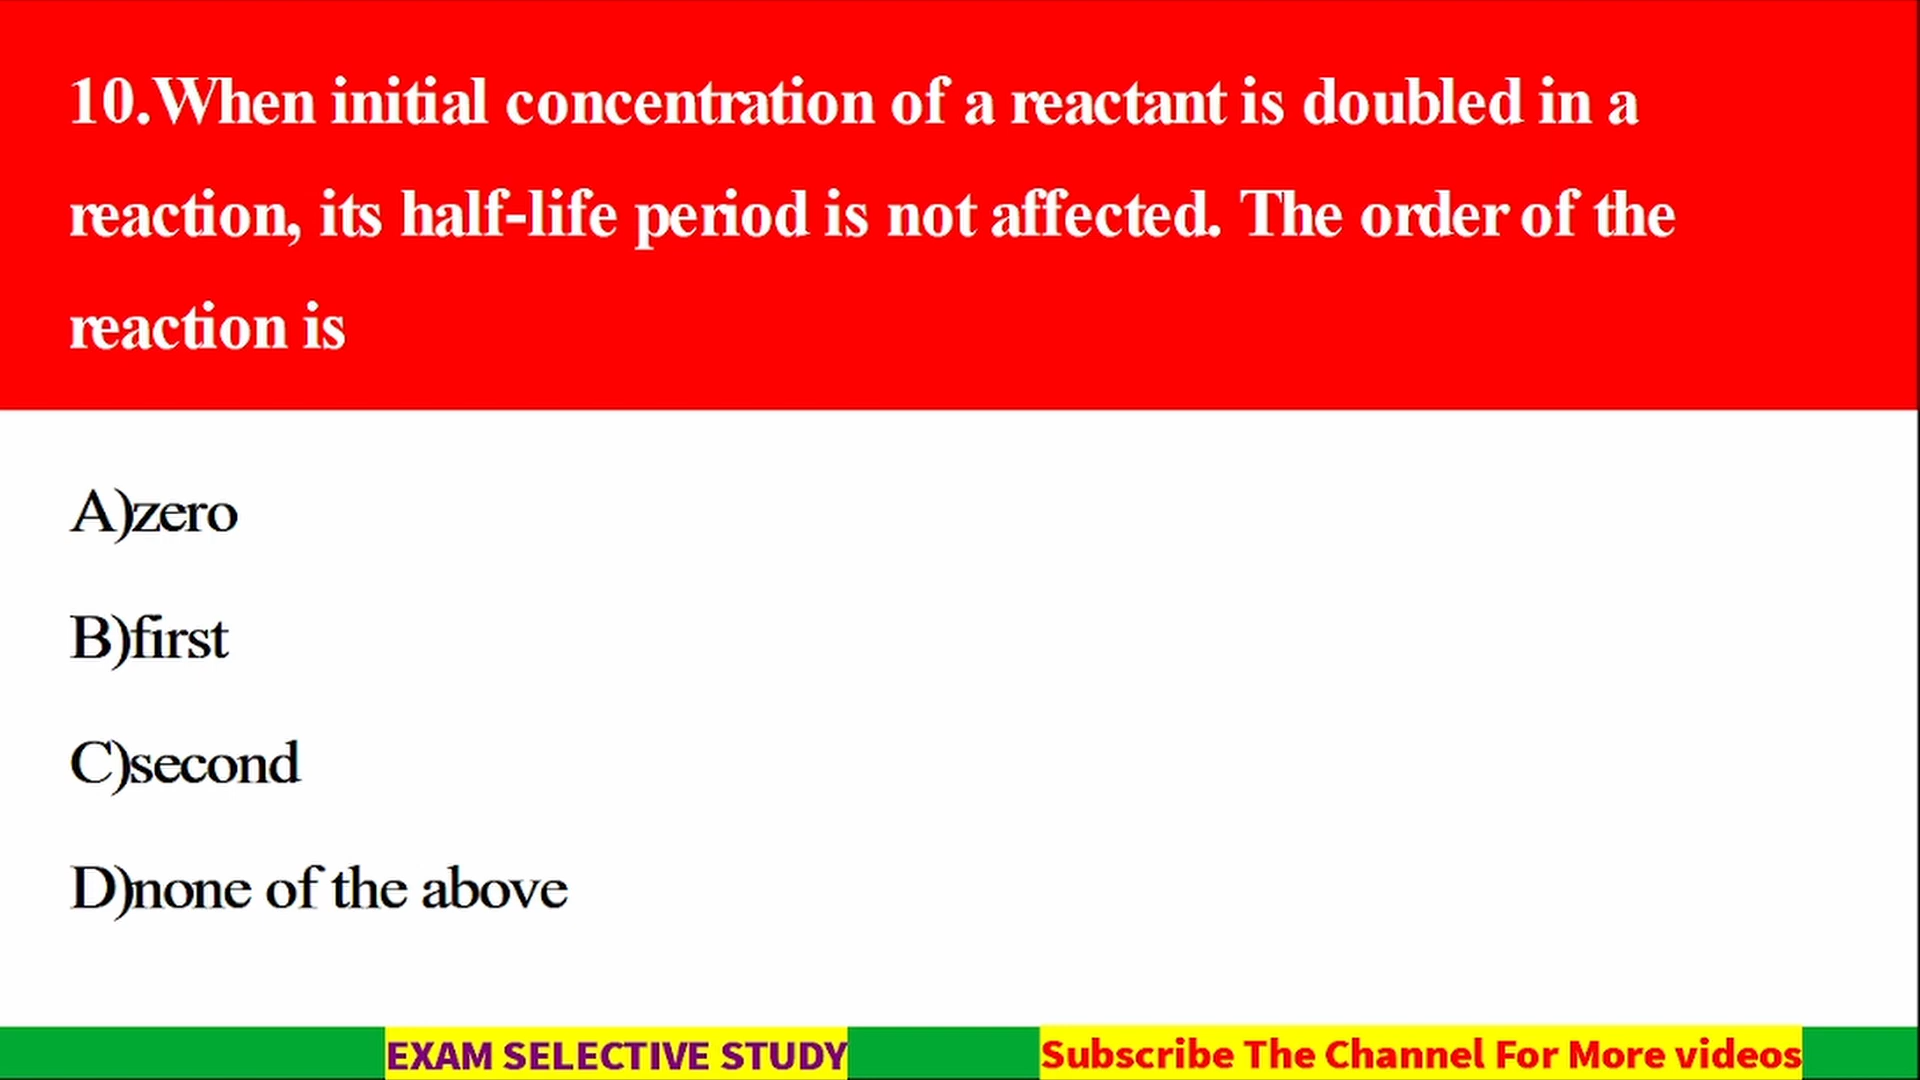 10.When initial concentration of a reactant is doubled in a
reaction, its half-life period is not affected. The order of the
reaction is
A)zero
B)first
C)second
D)none of the above
EXAM SELECTIVE STUDY
Subscribe The Channel For More videos